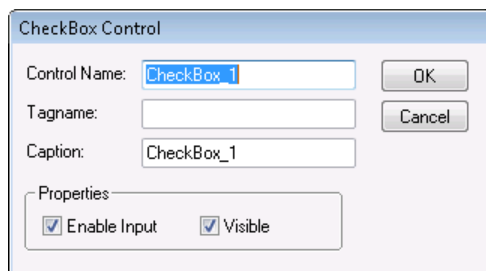 CheckBox Control
Control Name: CheckBox_1 OK
Tagname: Cancel
Caption: CheckBox_1
Properties
Enable Input Visible